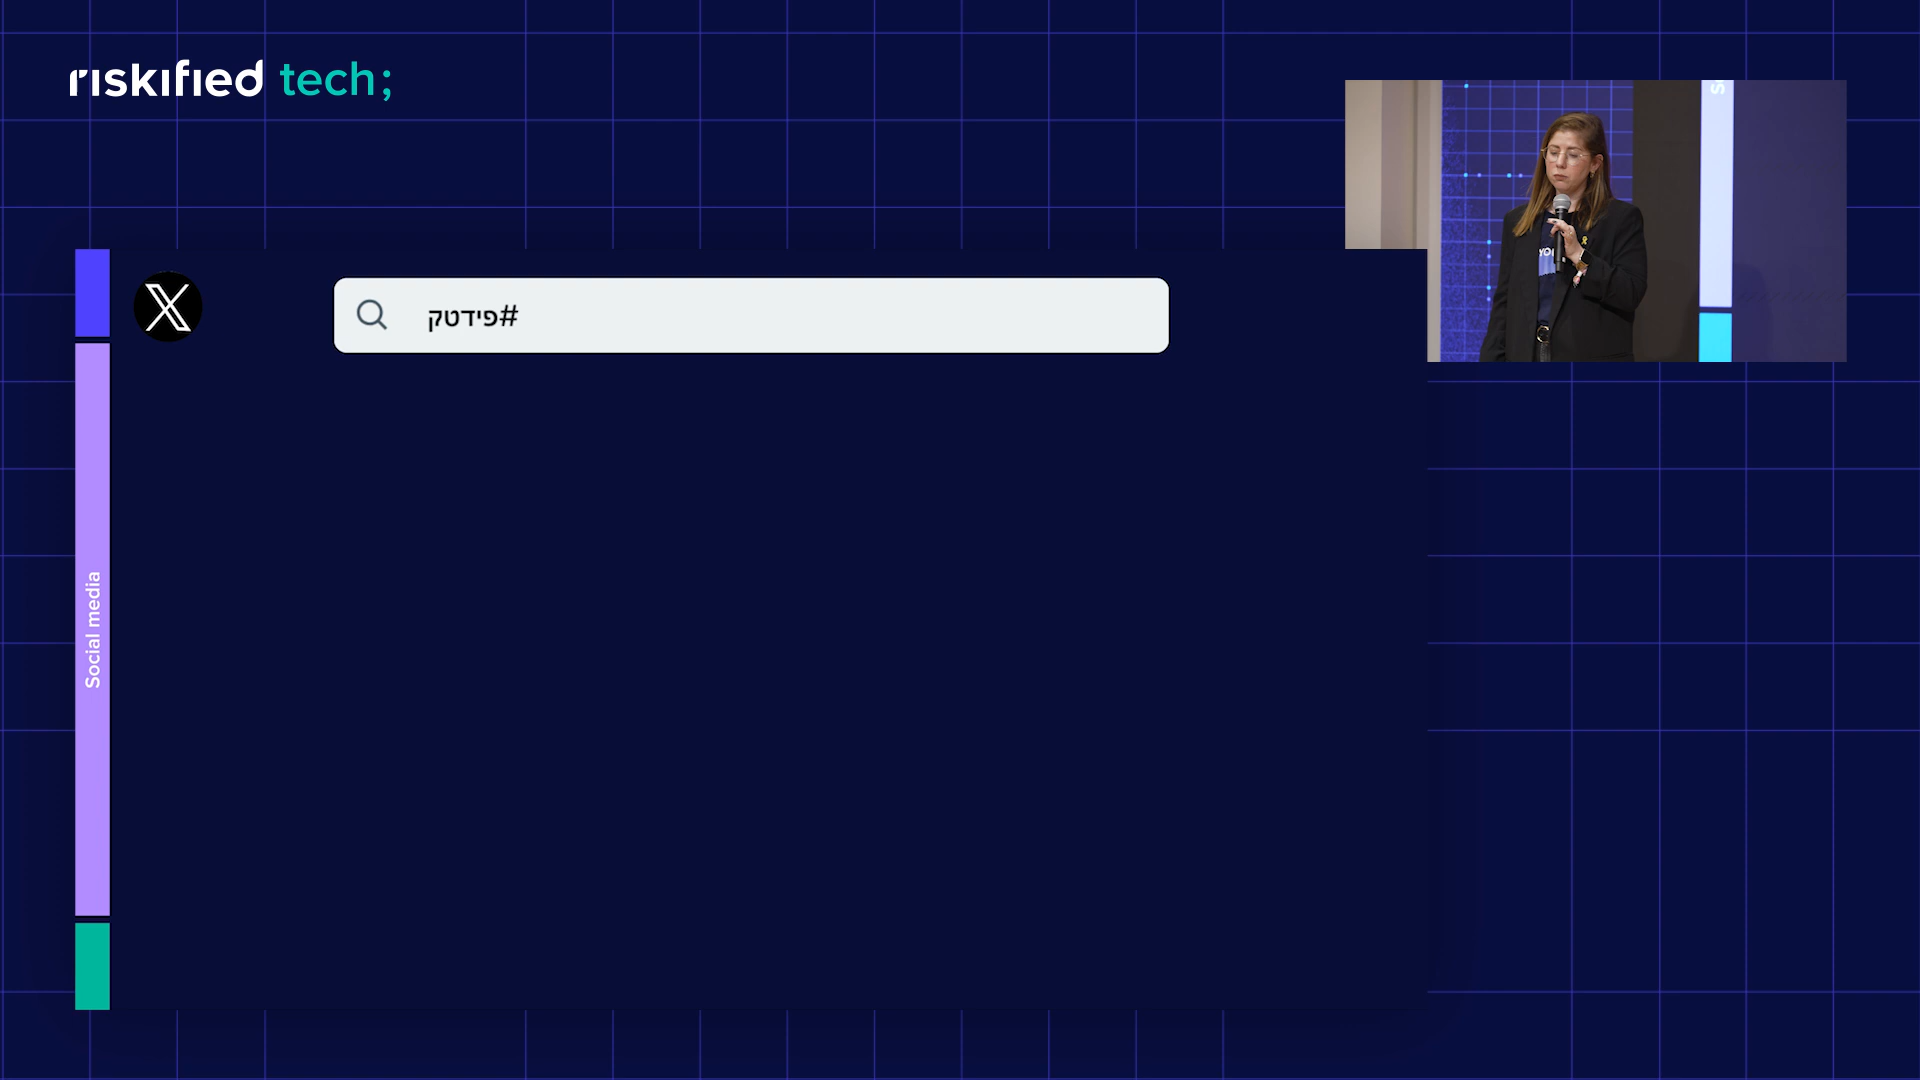 riskified tech;
#פידטק
Social media